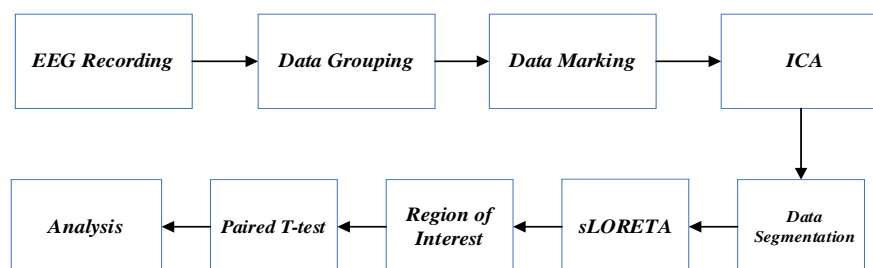 EEG Recording
Data Grouping
Data Marking
ICA
Data
Segmentation
sLORETA
Region of
Interest
Paired T-test
Analysis